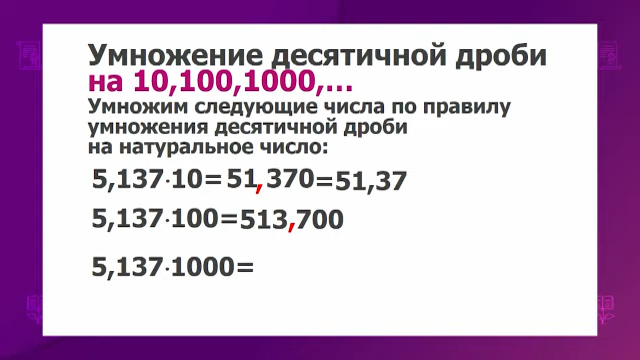 Умножение десятичной дроби
на 10,100,1000,...
Умножим следующие числа по правилу
умножения десятичной дроби
на натуральное число:
5,137·10=51,370=51,37
5,137·100=513,700
5,137·1000=